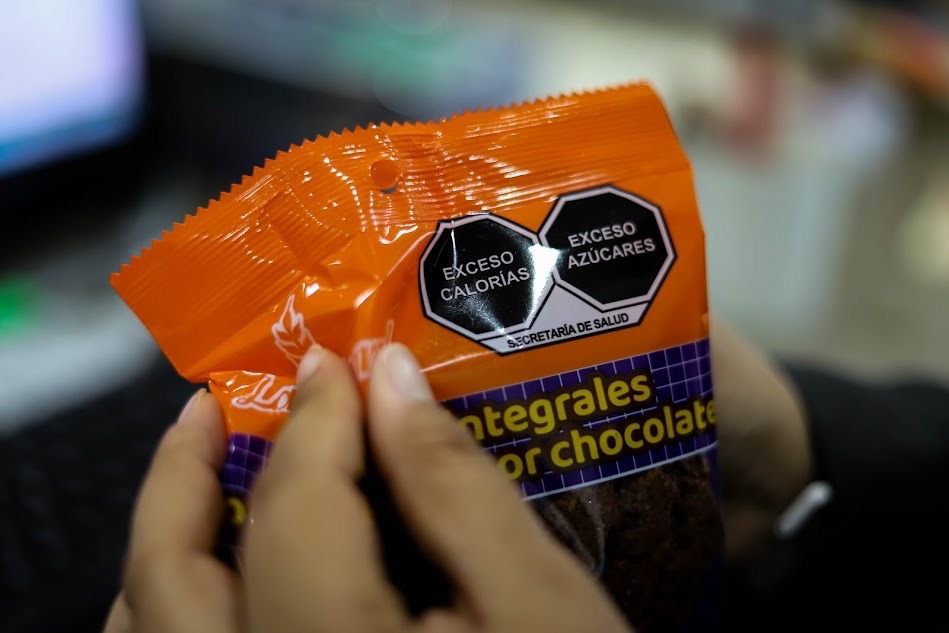 EXCESO
CALORÍAS
EXCESO
AZÚCARES
SECRETARÍA DE SALUD
ntegrales
or chocolate